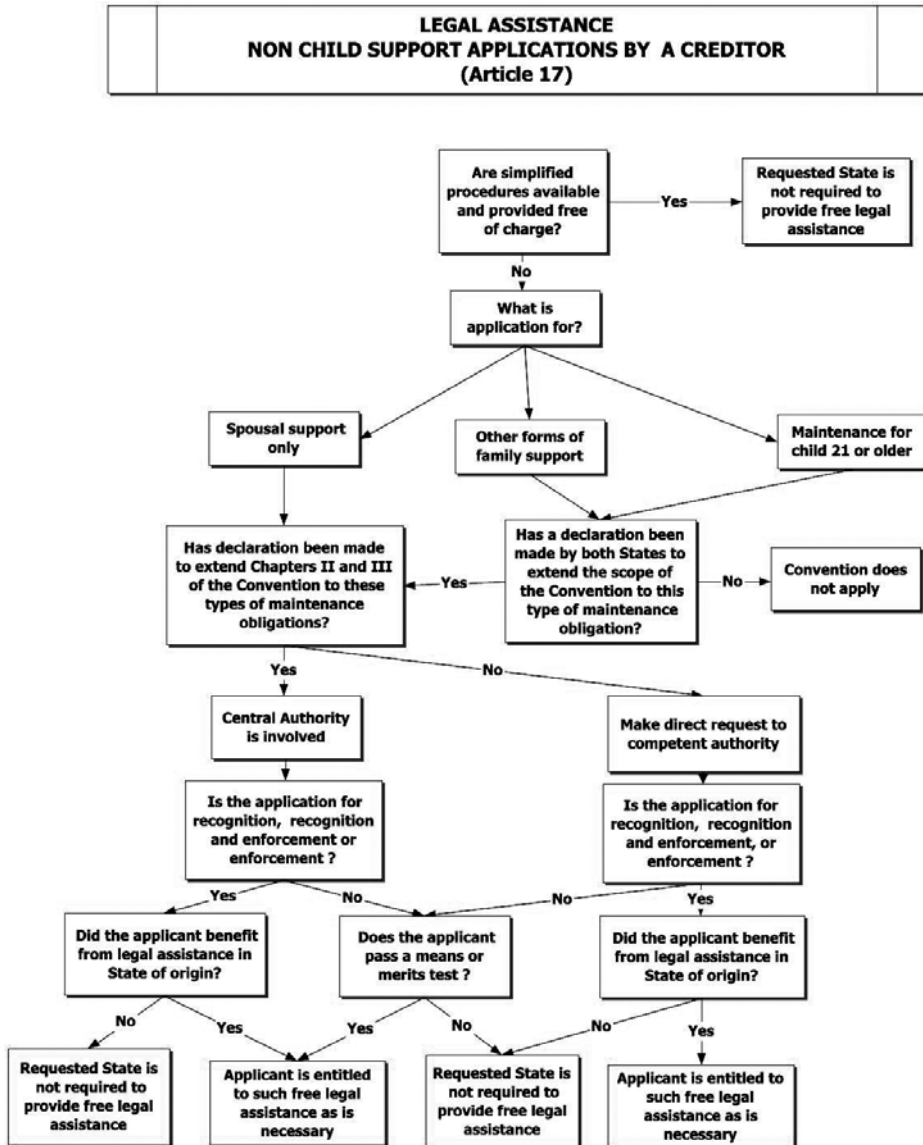 LEGAL ASSISTANCE
NON CHILD SUPPORT APPLICATIONS BY A CREDITOR
(Article 17)
Are simplified
procedures available
and provided free
of charge?
Yes
Requested State is
not required to
provide free legal
assistance
No
What is
application for?
Spousal support
only
Other forms of
family support
Maintenance for
child 21 or older
Has declaration been made
to extend Chapters II and III
of the Convention to these
types of maintenance
obligations?
Yes
Has a declaration been
made by both States to
extend the scope of
the Convention to this
type of maintenance
obligation?
No
Convention does
not apply
Yes
No
Central Authority
is involved
Make direct request to
competent authority
Is the application for
recognition, recognition
and enforcement or
enforcement ?
Is the application for
recognition, recognition
and enforcement, or
enforcement ?
Yes
No
No
Yes
Did the applicant benefit
from legal assistance in
State of origin?
Does the applicant
pass a means or
merits test ?
Did the applicant benefit
from legal assistance in
State of origin?
No
Yes
Yes
No
No
Yes
Requested State is
not required to
provide free legal
assistance
Applicant is entitled
to such free legal
assistance as is
necessary
Requested State is
not required to
provide free legal
assistance
Applicant is entitled to
such free legal
assistance as is
necessary